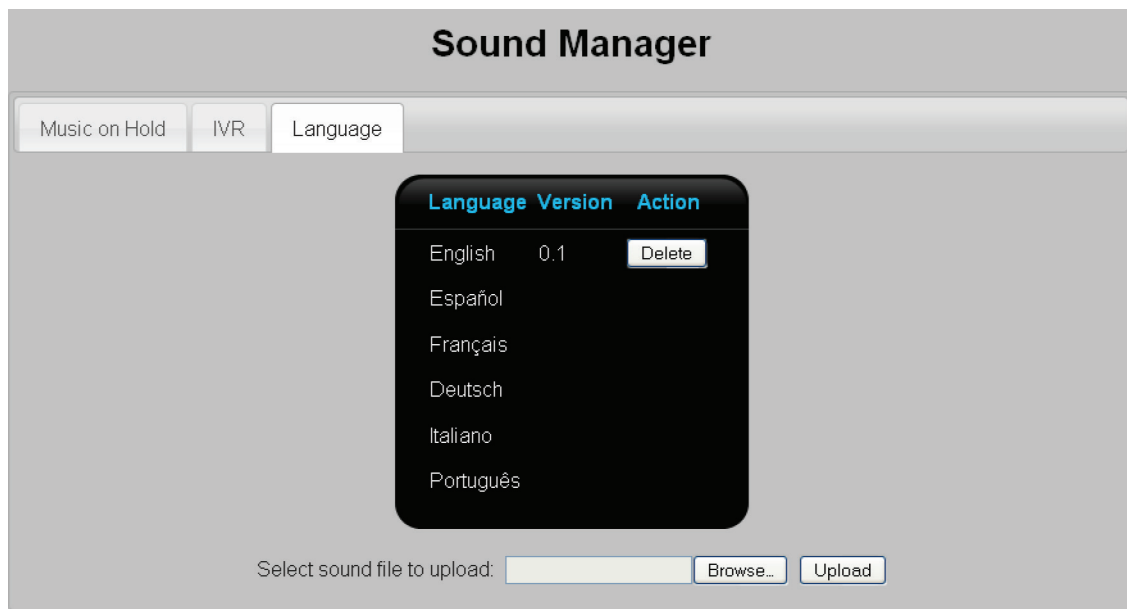 Sound Manager
Music on Hold IVR Language
Language Version Action
English 0.1 Delete
Español
Français
Deutsch
Italiano
Português
Select sound file to upload: Browse... Upload